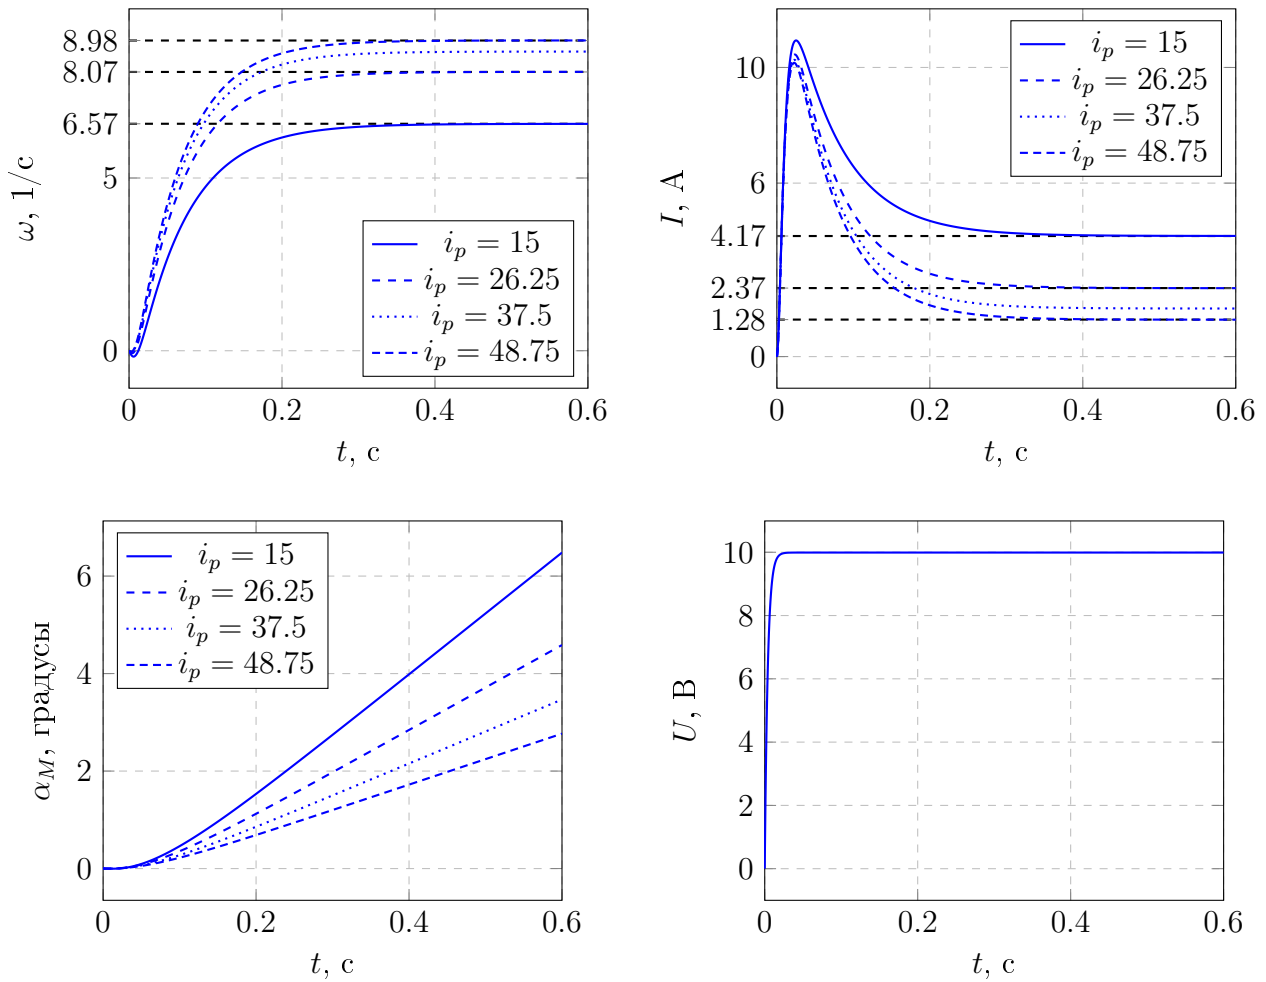 8.98
8.07
6.57
5
0
ω, 1/с
0 0.2 0.4 0.6
t, с
i_p = 15
i_p = 26.25
i_p = 37.5
i_p = 48.75
10
6
4.17
2.37
1.28
0
I, А
0 0.2 0.4 0.6
t, с
i_p = 15
i_p = 26.25
i_p = 37.5
i_p = 48.75
6
4
2
0
α_M, градусы
0 0.2 0.4 0.6
t, с
i_p = 15
i_p = 26.25
i_p = 37.5
i_p = 48.75
10
8
6
4
2
0
U, В
0 0.2 0.4 0.6
t, с